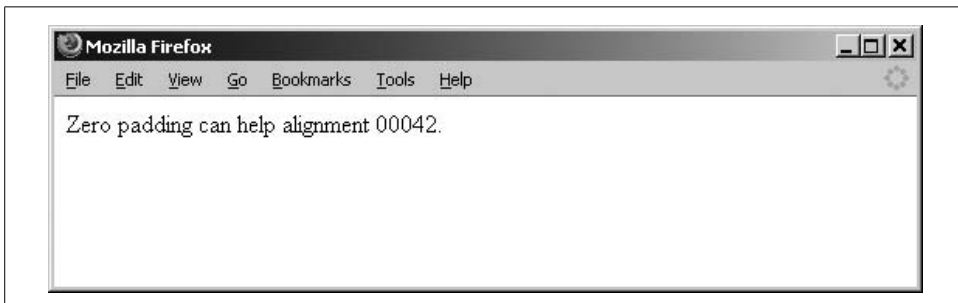 Mozilla Firefox
File Edit View Go Bookmarks Tools Help
Zero padding can help alignment 00042.